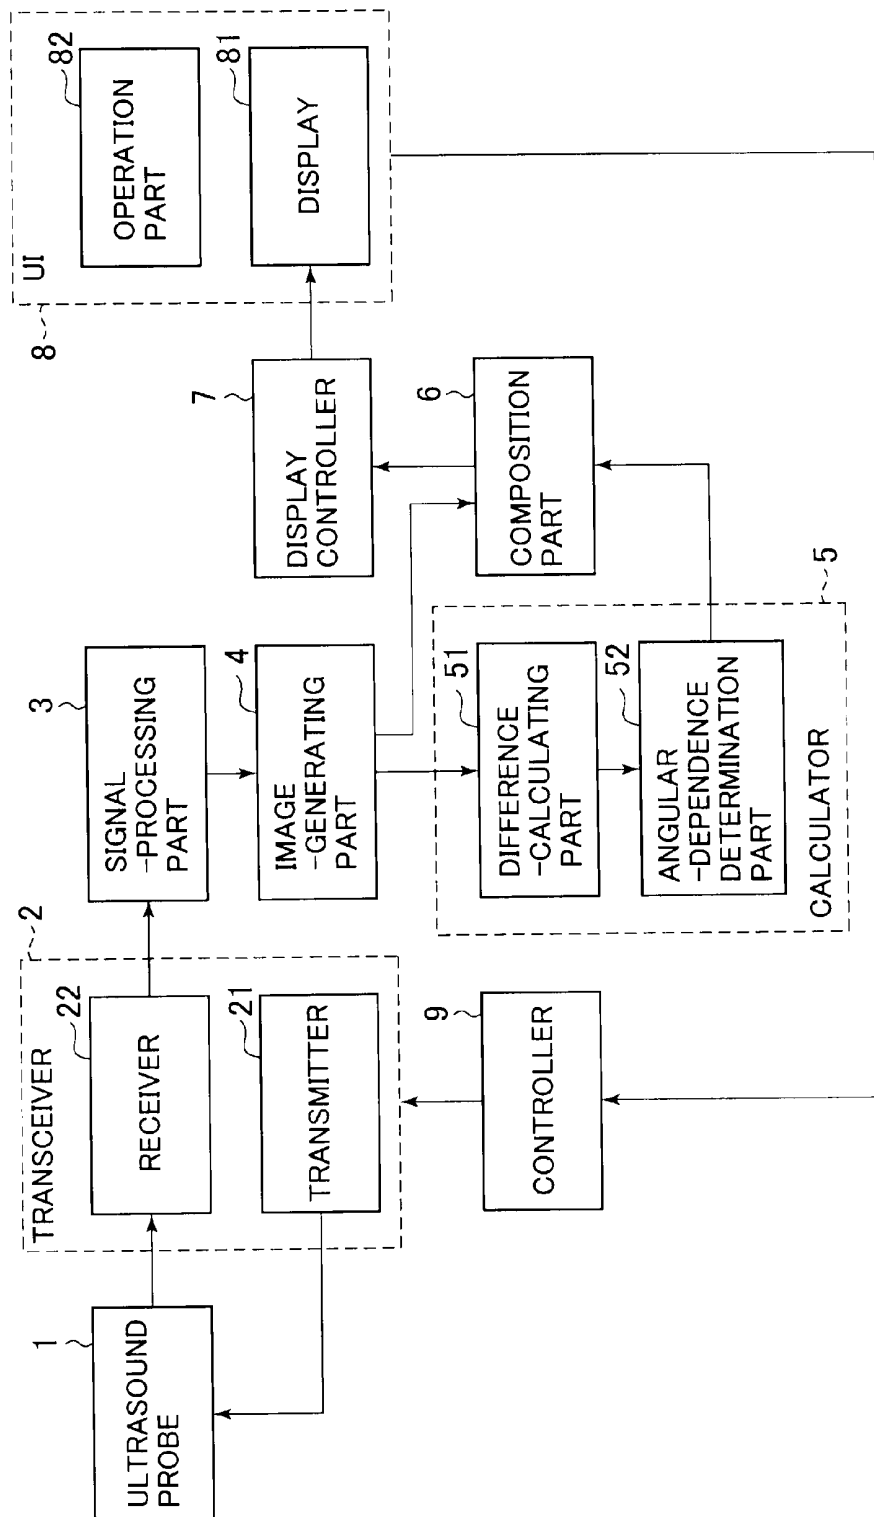 1
ULTRASOUND
PROBE
TRANSCEIVER
2
22
RECEIVER
21
TRANSMITTER
9
CONTROLLER
3
SIGNAL
-PROCESSING
PART
4
IMAGE
-GENERATING
PART
51
DIFFERENCE
-CALCULATING
PART
52
ANGULAR
-DEPENDENCE
DETERMINATION
PART
CALCULATOR
5
7
DISPLAY
CONTROLLER
6
COMPOSITION
PART
8
UI
82
OPERATION
PART
81
DISPLAY